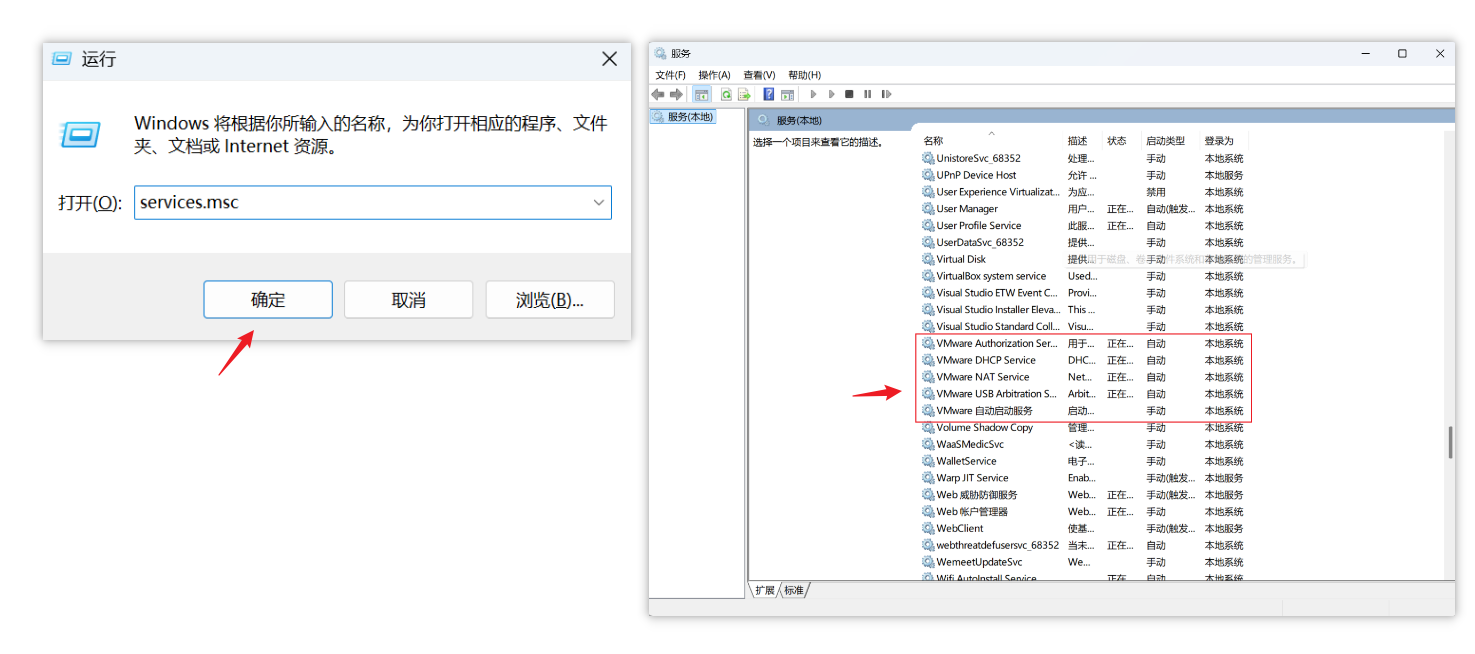 运行
Windows 将根据你所输入的名称，为你打开相应的程序、文件
夹、文档或 Internet 资源。
打开(O): services.msc
确定 取消 浏览(B)...
服务
文件(F) 操作(A) 查看(V) 帮助(H)
服务(本地)
服务(本地)
选择一个项目来查看它的描述。
名称 描述 状态 启动类型 登录为
UnistoreSvc_68352 处理... 手动 本地系统
UPnP Device Host 允许 ... 手动 本地服务
User Experience Virtualizat... 为应... 禁用 本地系统
User Manager 用户... 正在... 自动(触发... 本地系统
User Profile Service 此服... 正在... 自动 本地系统
UserDataSvc_68352 提供... 手动 本地系统
Virtual Disk 提供... 手动 本地系统
VirtualBox system service Used... 手动 本地系统
Visual Studio ETW Event C... Provi... 手动 本地系统
Visual Studio Installer Eleva... This ... 手动 本地系统
Visual Studio Standard Coll... Visu... 手动 本地系统
VMware Authorization Ser... 用于... 正在... 自动 本地系统
VMware DHCP Service DHC... 正在... 自动 本地系统
VMware NAT Service Net... 正在... 自动 本地系统
VMware USB Arbitration S... Arbit... 正在... 自动 本地系统
VMware 自动启动服务 启动... 手动 本地系统
Volume Shadow Copy 管理... 手动 本地系统
WaaSMedicSvc <读... 手动 本地系统
WalletService 电子... 手动 本地系统
Warp JIT Service Enab... 手动(触发... 本地服务
Web 威胁防御服务 Web... 正在... 手动(触发... 本地服务
Web 帐户管理器 Web... 正在... 手动 本地系统
WebClient 使基... 手动(触发... 本地服务
webthreatdefusersvc_68352 当未... 正在... 自动 本地系统
WemeetUpdateSvc We... 手动 本地系统
Wifi AutoInstall Service 正在 自动 本地系统
扩展 标准